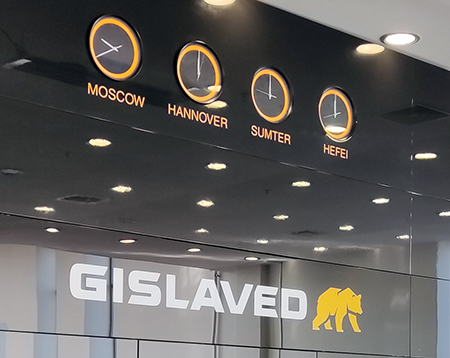 MOSCOW
HANNOVER
SUMTER
HEFEI
GISLAVED